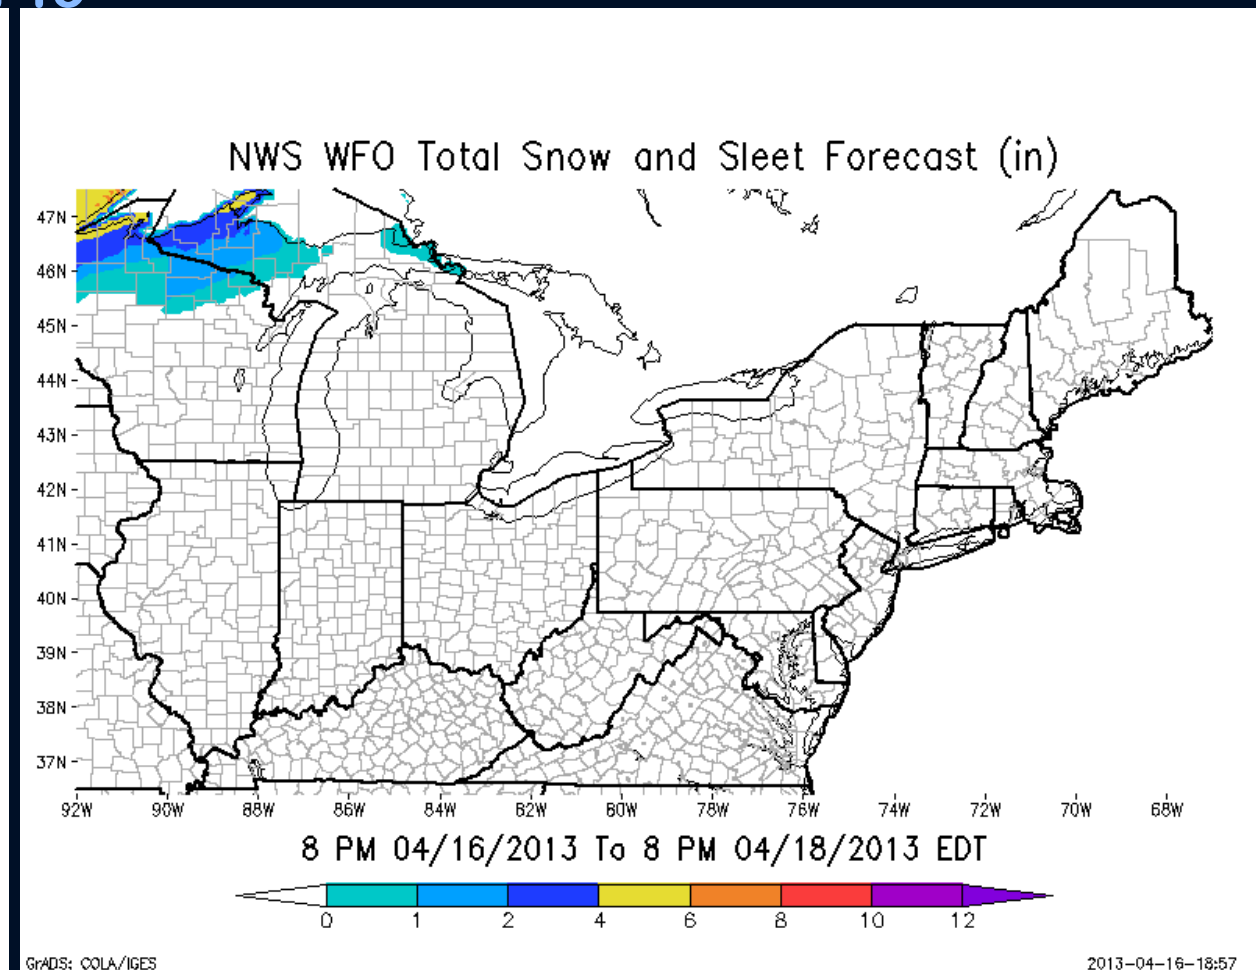 NWS WFO Total Snow and Sleet Forecast (in)
47N
46N
45N
44N
43N
42N
41N
40N
39N
38N
37N
92W 90W 88W 86W 84W 82W 80W 78W 76W 74W 72W 70W 68W
8 PM 04/16/2013 To 8 PM 04/18/2013 EDT
0 1 2 4 6 8 10 12
GrADS: COLA/IGES
2013-04-16-18:57